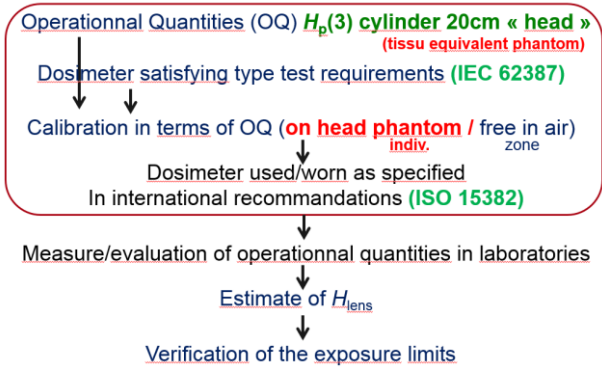 Operationnal Quantities (OQ) Hp(3) cylinder 20cm « head »
(tissu equivalent phantom)
Dosimeter satisfying type test requirements (IEC 62387)
Calibration in terms of OQ (on head phantom / free in air)
indiv. zone
Dosimeter used/worn as specified
In international recommandations (ISO 15382)
Measure/evaluation of operationnal quantities in laboratories
Estimate of Hlens
Verification of the exposure limits